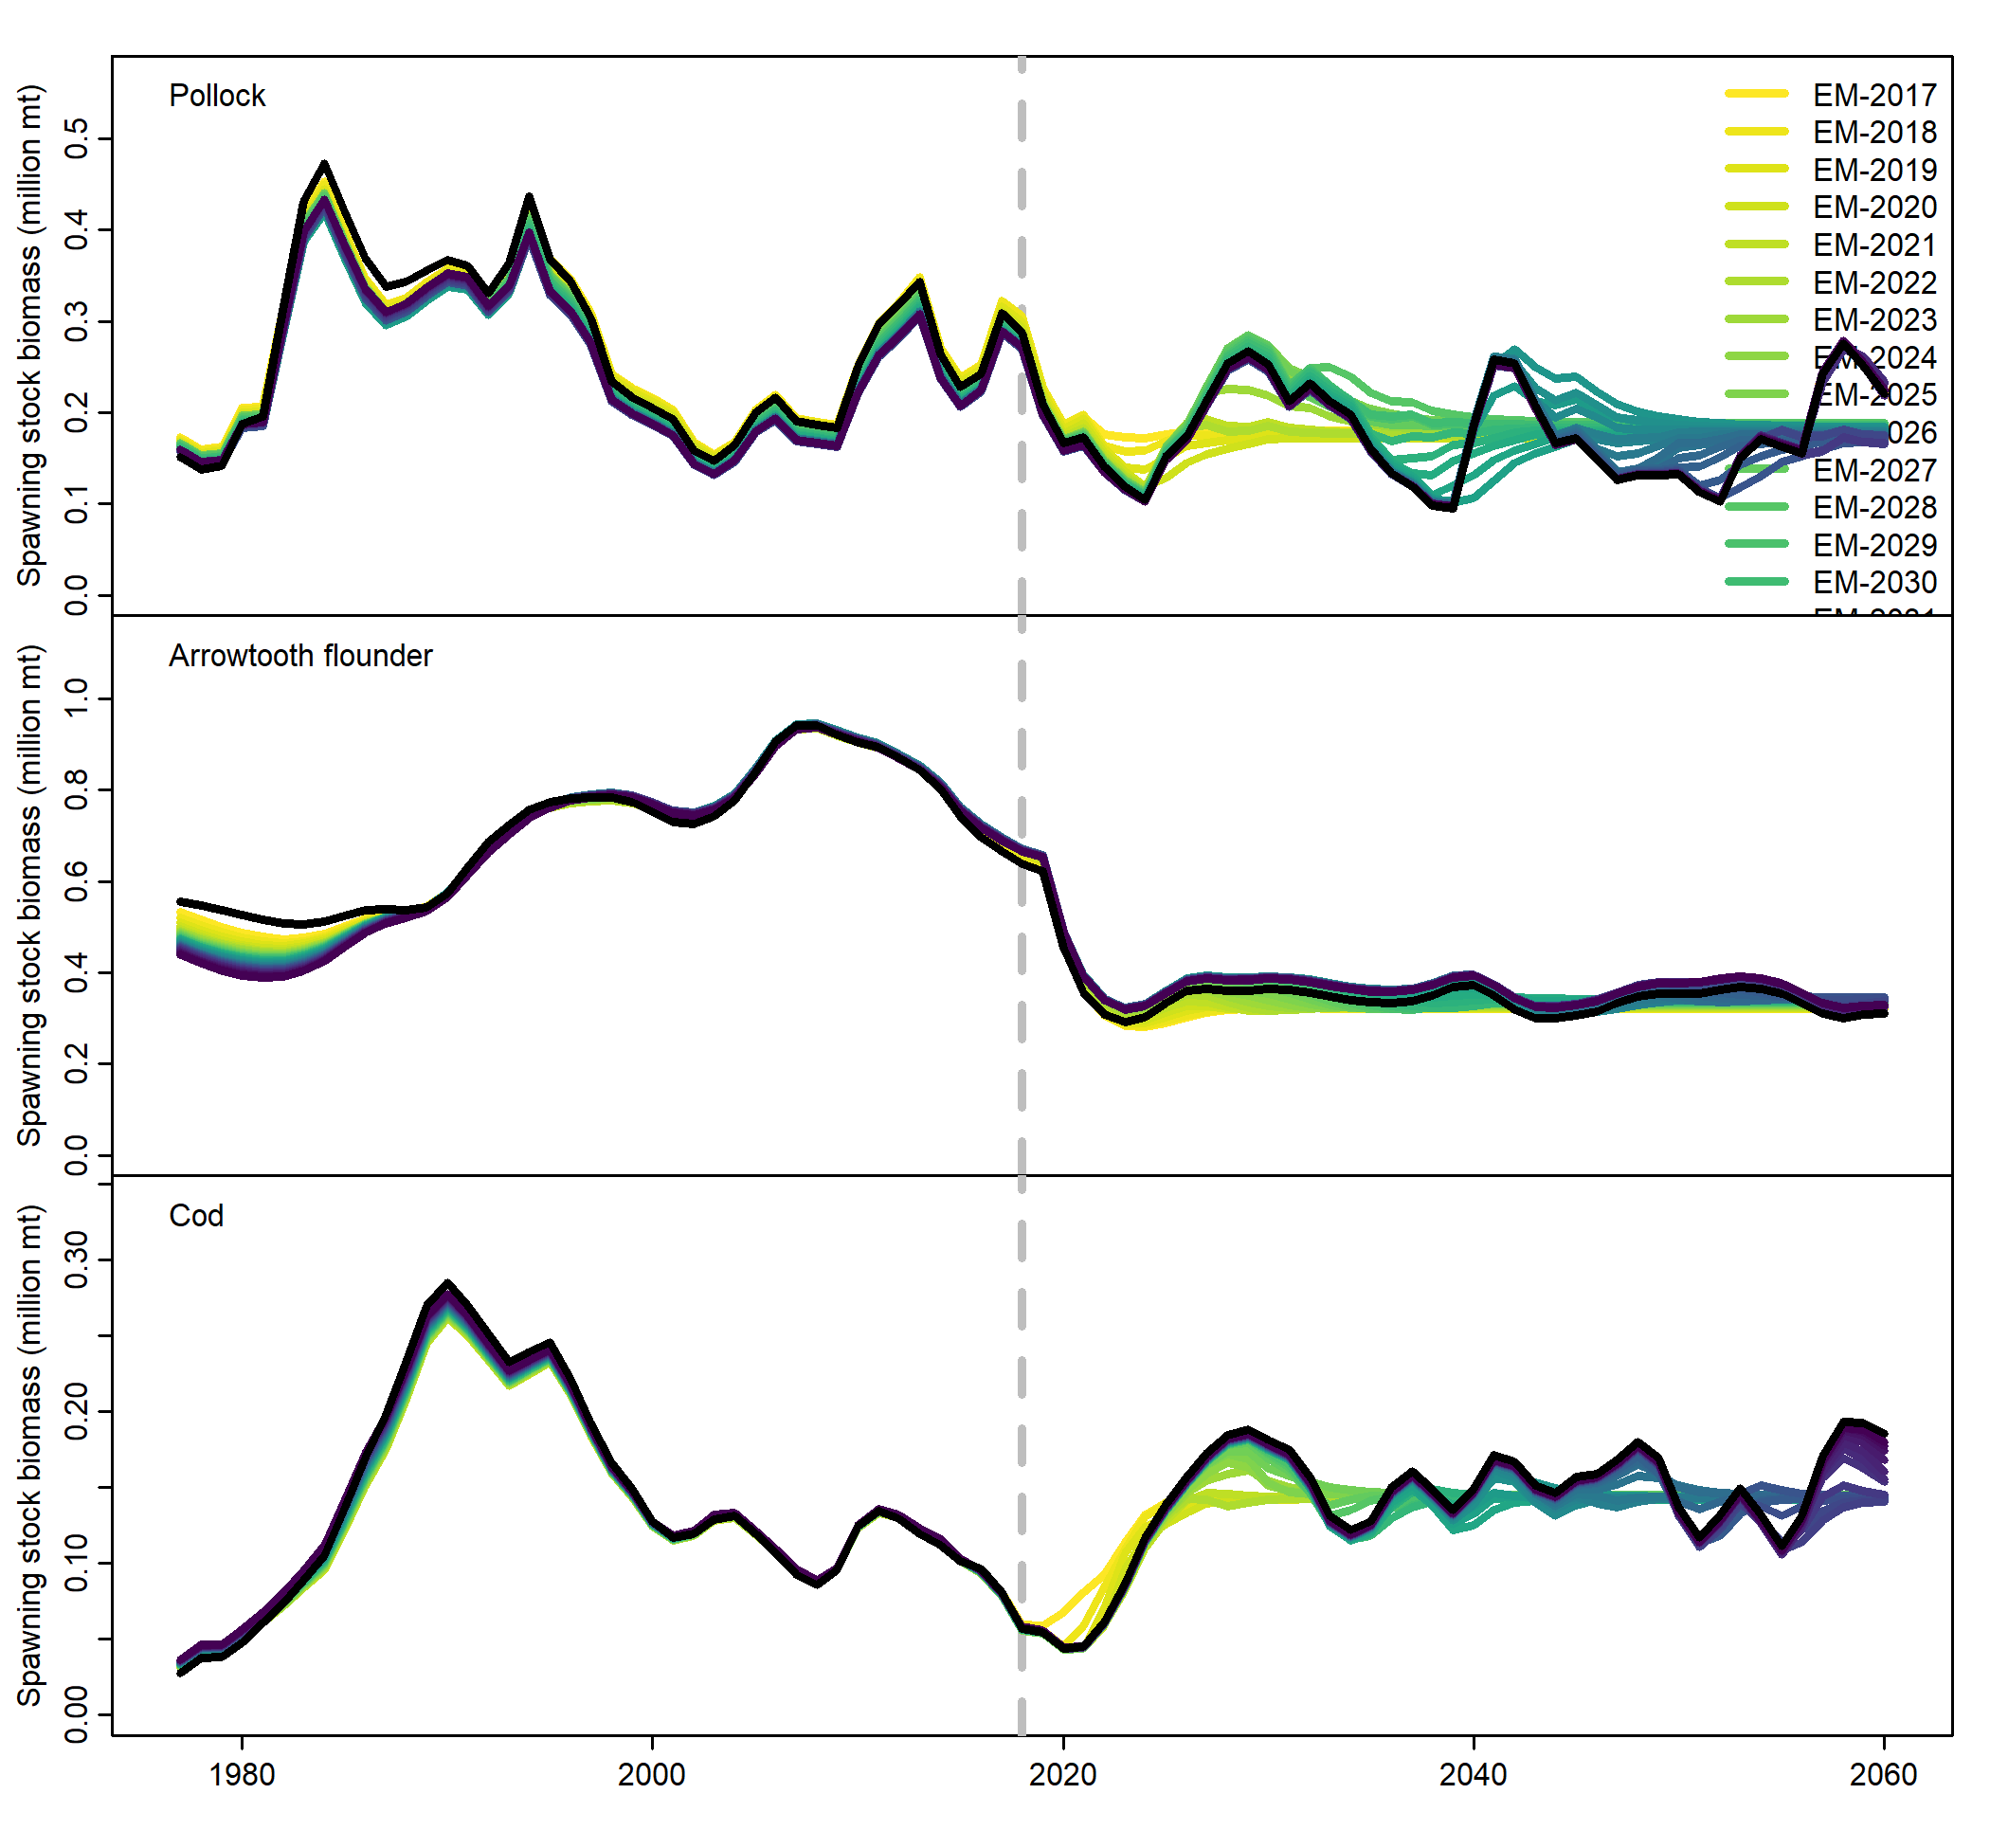 Pollock
Spawning stock biomass (million mt)
0.5
0.4
0.3
0.2
0.1
0.0
EM-2017
EM-2018
EM-2019
EM-2020
EM-2021
EM-2022
EM-2023
EM-2024
EM-2025
026
EM-2027
EM-2028
EM-2029
EM-2030
Arrowtooth flounder
Spawning stock biomass (million mt)
1.0
0.8
0.6
0.4
0.2
0.0
Cod
Spawning stock biomass (million mt)
0.30
0.20
0.10
0.00
1980
2000
2020
2040
2060